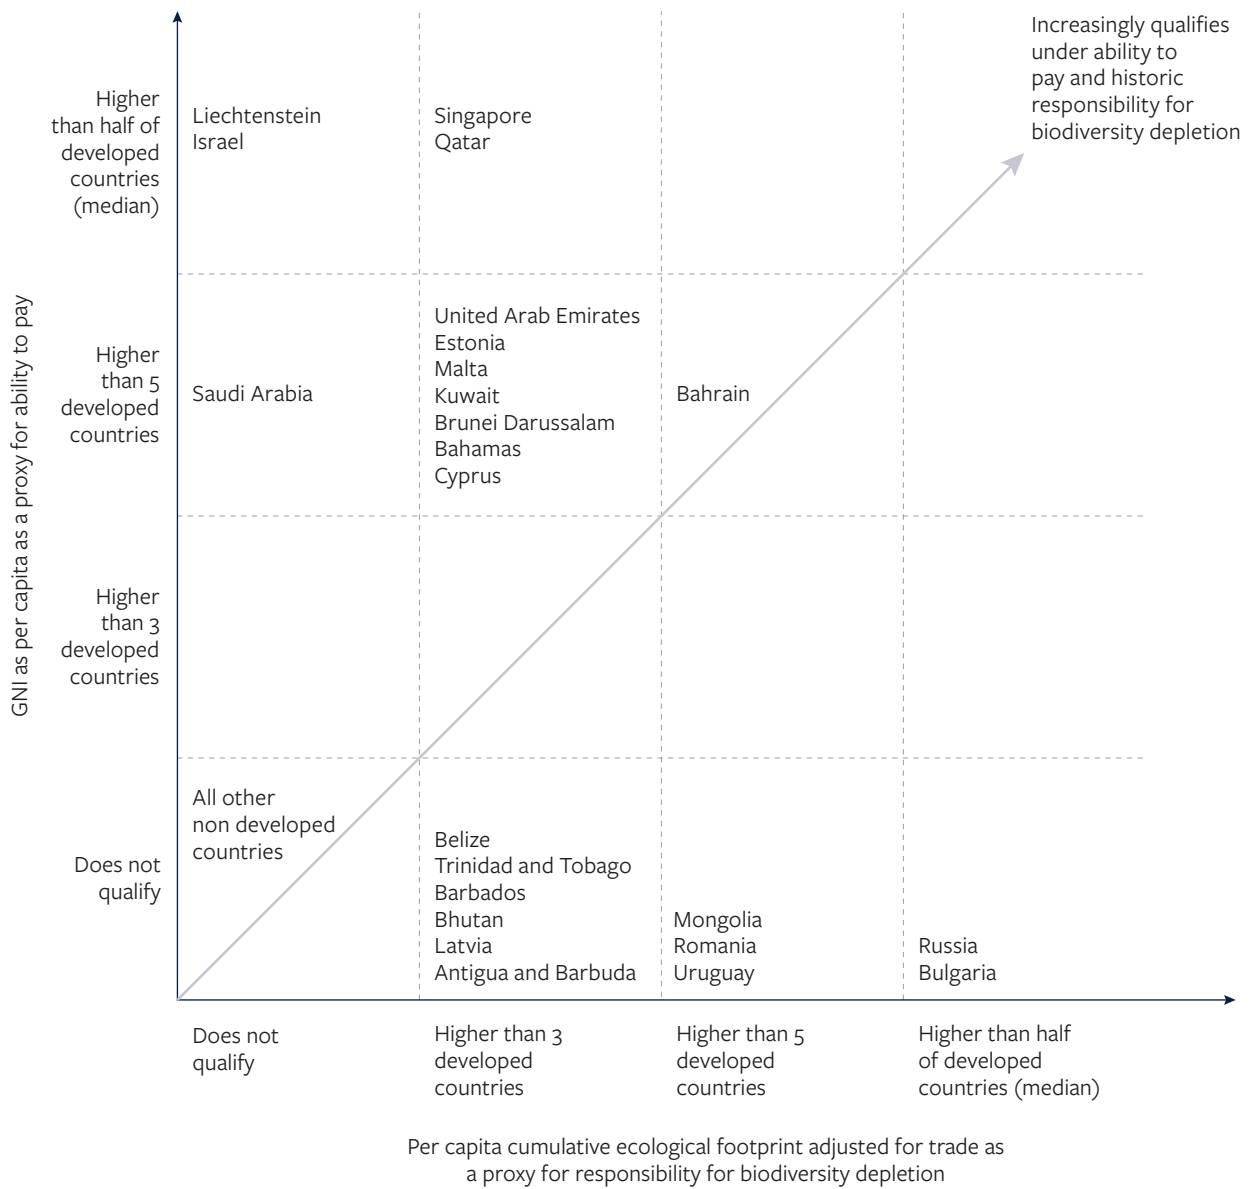 Increasingly qualifies
under ability to
pay and historic
responsibility for
biodiversity depletion
GNI as per capita as a proxy for ability to pay
Higher
than half of
developed
countries
(median)
Liechtenstein
Israel
Singapore
Qatar
Higher
than 5
developed
countries
Saudi Arabia
United Arab Emirates
Estonia
Malta
Kuwait
Brunei Darussalam
Bahamas
Cyprus
Bahrain
Higher
than 3
developed
countries
Does not
qualify
All other
non developed
countries
Belize
Trinidad and Tobago
Barbados
Bhutan
Latvia
Antigua and Barbuda
Mongolia
Romania
Uruguay
Russia
Bulgaria
Does not
qualify
Higher than 3
developed
countries
Higher than 5
developed
countries
Higher than half
of developed
countries (median)
Per capita cumulative ecological footprint adjusted for trade as
a proxy for responsibility for biodiversity depletion